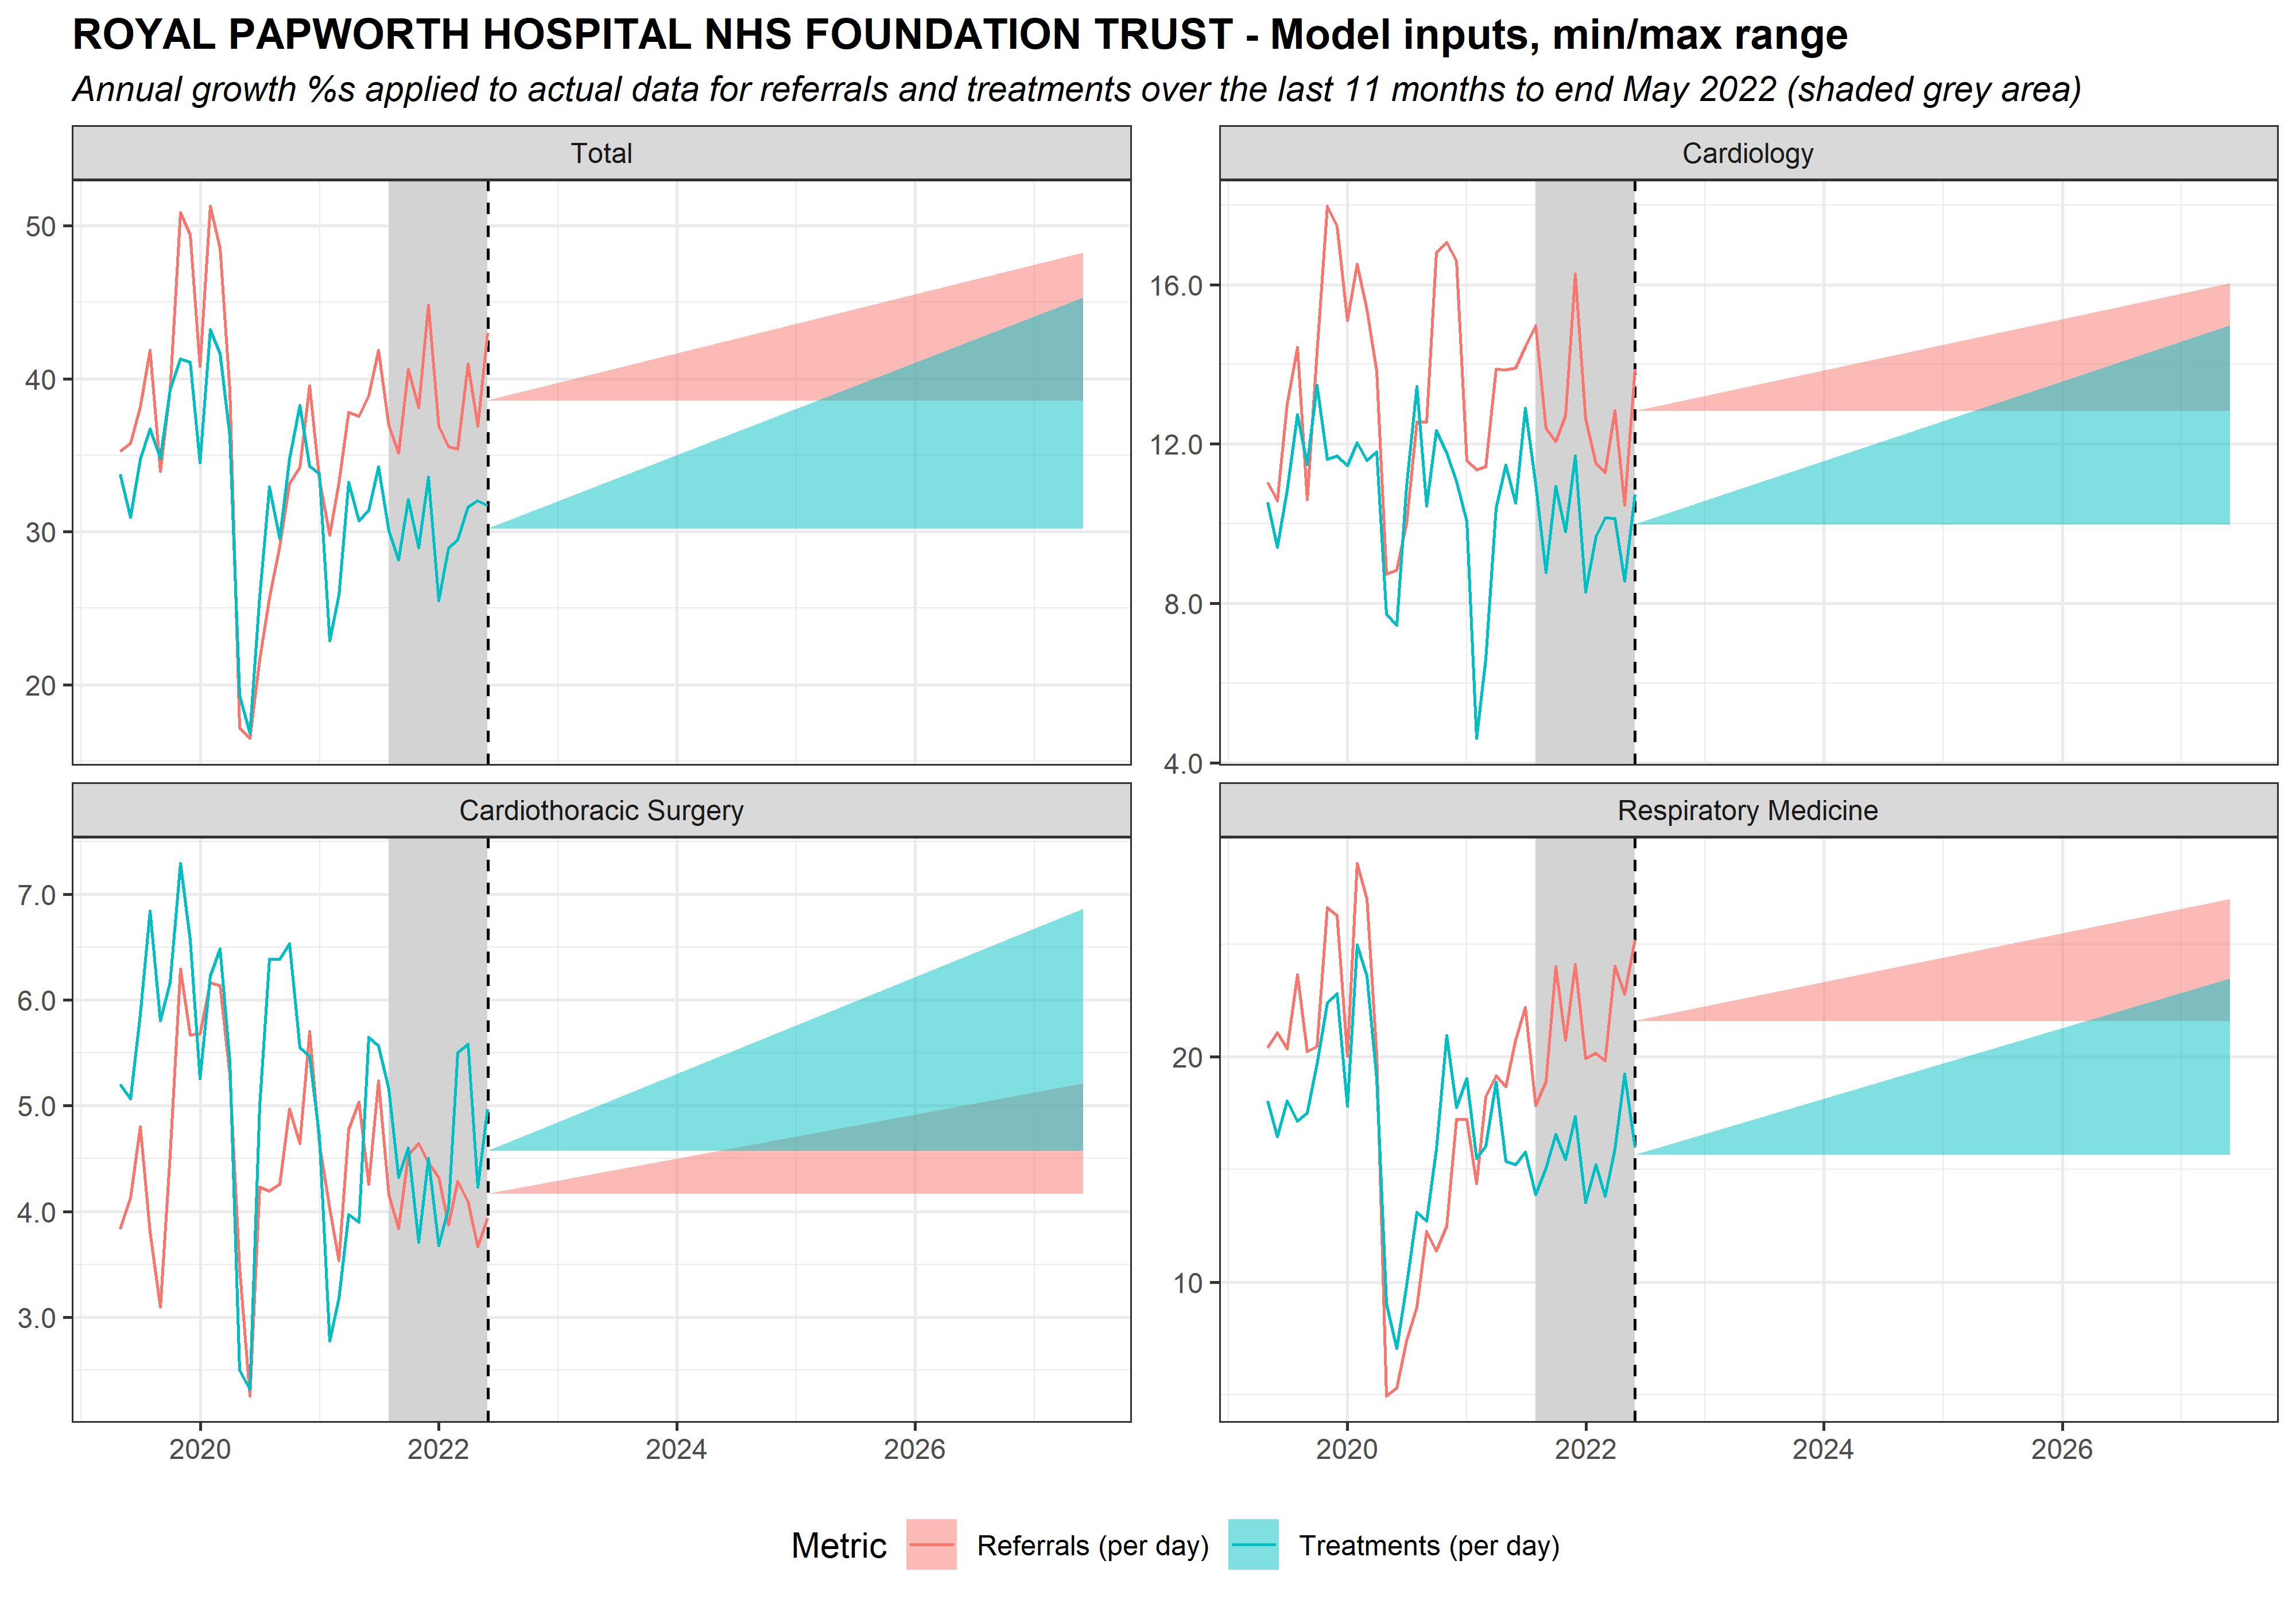 ROYAL PAPWORTH HOSPITAL NHS FOUNDATION TRUST - Model inputs, min/max range
Annual growth %s applied to actual data for referrals and treatments over the last 11 months to end May 2022 (shaded grey area)
Total
50
40
30
20
Cardiology
16.0
12.0
8.0
4.0
Cardiothoracic Surgery
7.0
6.0
5.0
4.0
3.0
2020 2022 2024 2026
Respiratory Medicine
20
10
2020 2022 2024 2026
Metric Referrals (per day) Treatments (per day)